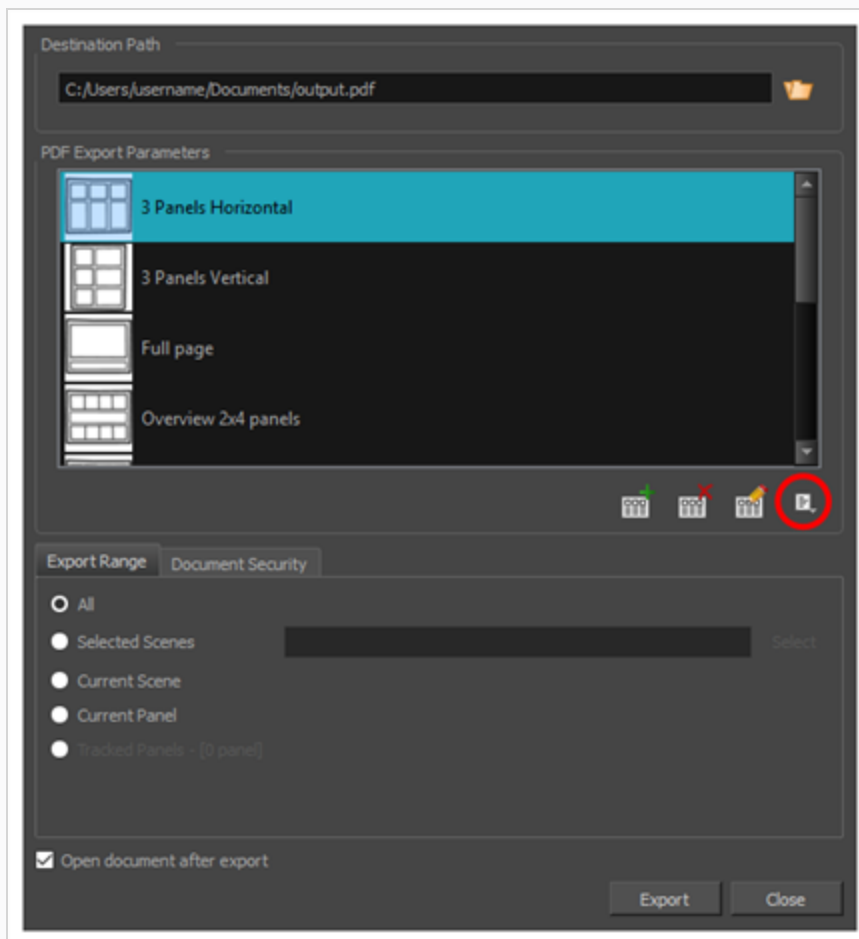 Destination Path
C:/Users/username/Documents/output.pdf
PDF Export Parameters
3 Panels Horizontal
3 Panels Vertical
Full page
Overview 2x4 panels
Export Range
Document Security
All
Selected Scenes
Select
Current Scene
Current Panel
Tracked Panels - [0 panel]
Open document after export
Export
Close